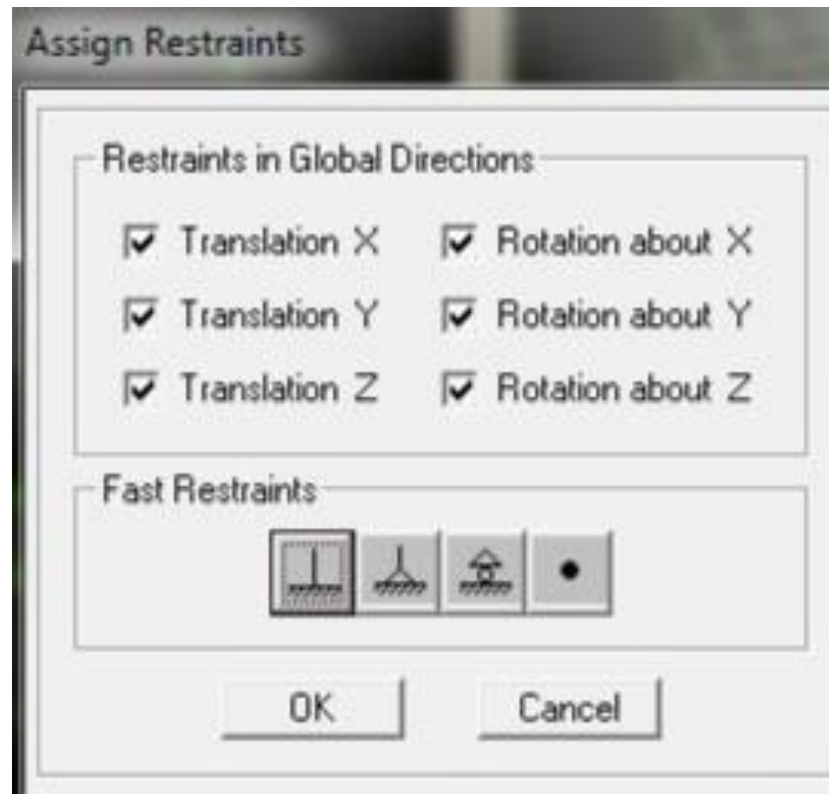 Assign Restraints
Restraints in Global Directions
Translation X
Rotation about X
Translation Y
Rotation about Y
Translation Z
Rotation about Z
Fast Restraints
OK
Cancel